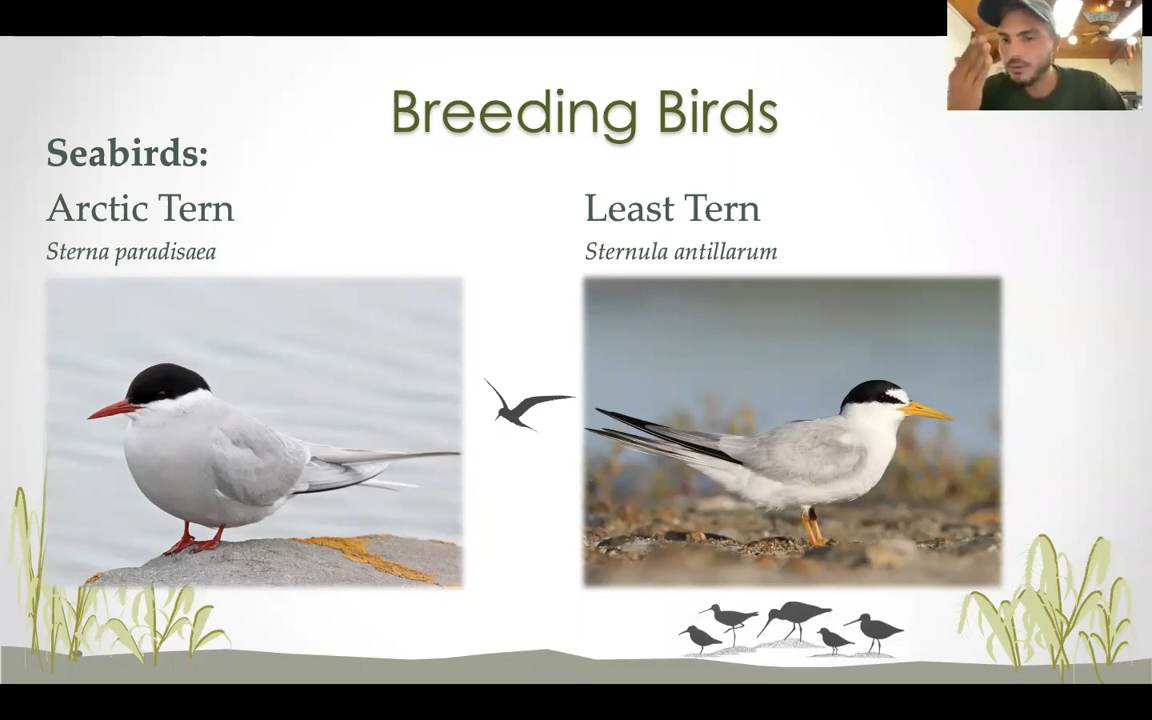 Breeding Birds
Seabirds:
Arctic Tern
Sterna paradisaea
Least Tern
Sternula antillarum